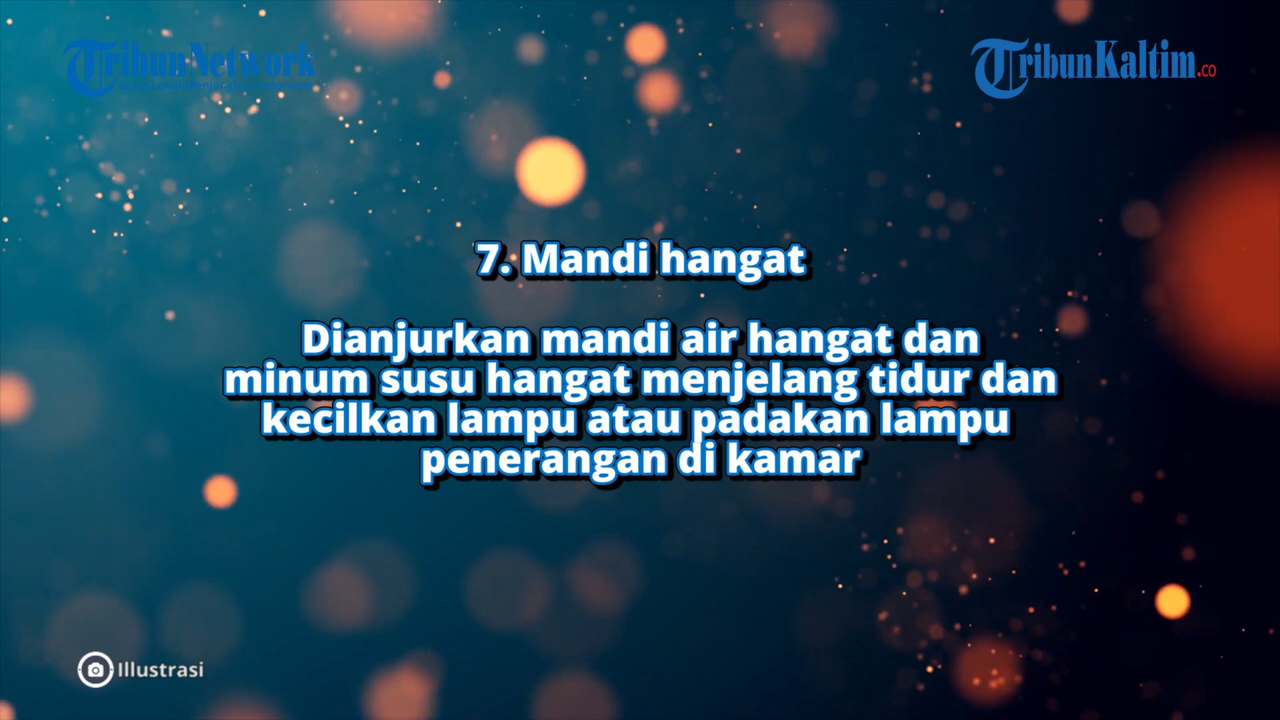 TribunNetwork
TribunKaltim.co
7. Mandi hangat
Dianjurkan mandi air hangat dan
minum susu hangat menjelang tidur dan
kecilkan lampu atau padakan lampu
penerangan di kamar
Illustrasi